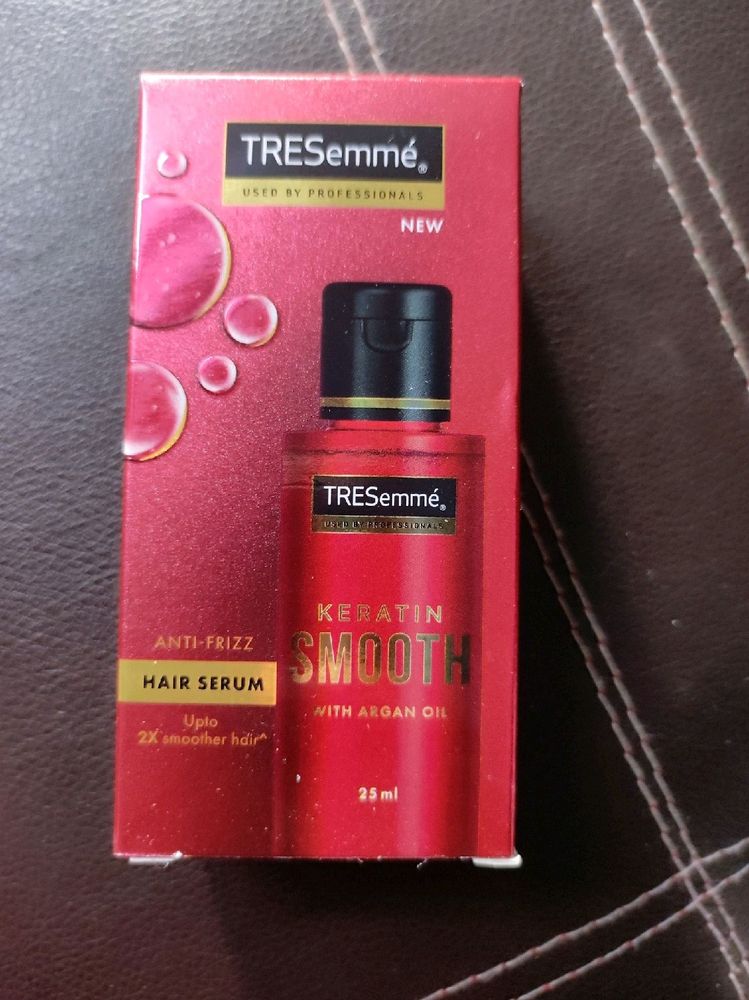 TRESemmé®
USED BY PROFESSIONALS
NEW
TRESemmé®
USED BY PROFESSIONALS
KERATIN
SMOOTH
WITH ARGAN OIL
25 ml
ANTI-FRIZZ
HAIR SERUM
Upto
2X smoother hair^